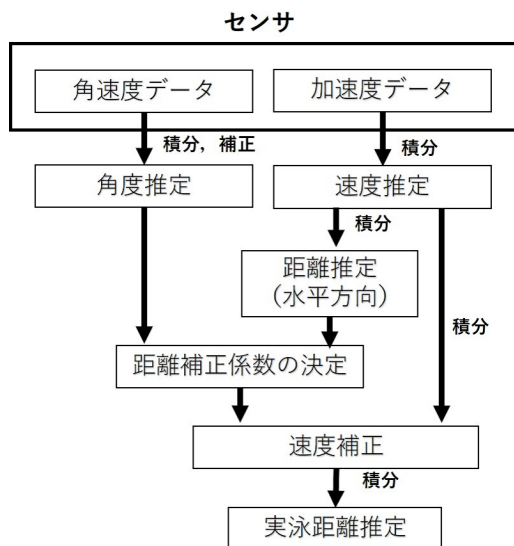 センサ
角速度データ
加速度データ
積分，補正
積分
角度推定
速度推定
積分
距離推定
（水平方向）
積分
距離補正係数の決定
速度補正
積分
実泳距離推定